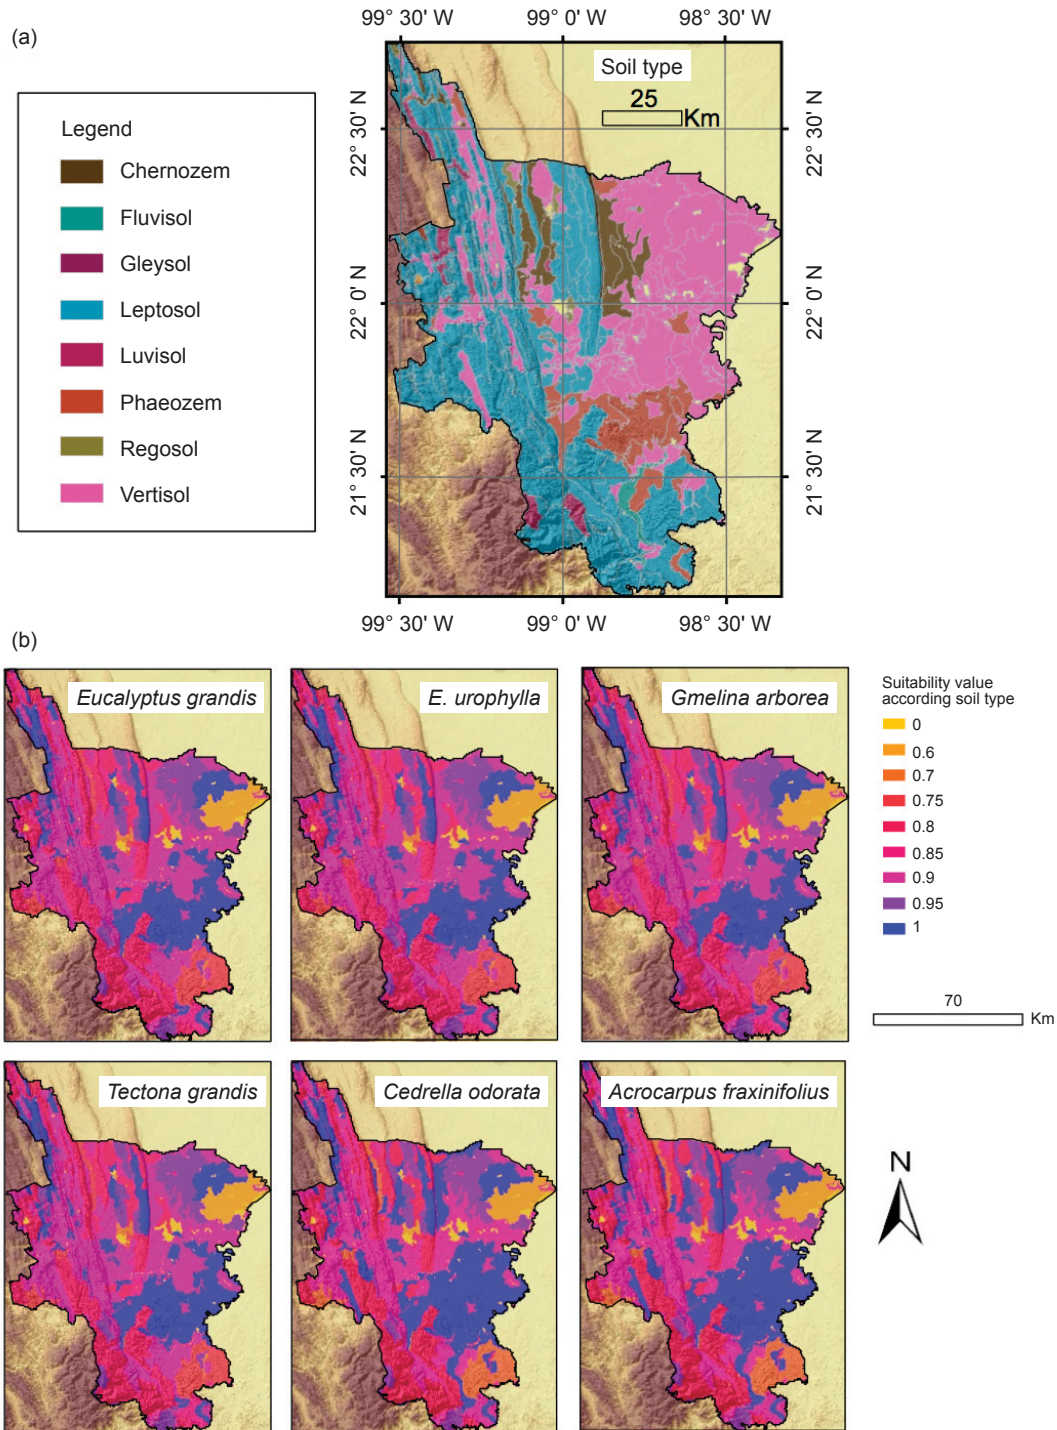 (a)
99° 30' W 99° 0' W 98° 30' W
Soil type
25
Km
22° 30' N 22° 30' N
22° 0' N 22° 0' N
21° 30' N 21° 30' N
99° 30' W 99° 0' W 98° 30' W
Legend
Chernozem
Fluvisol
Gleysol
Leptosol
Luvisol
Phaeozem
Regosol
Vertisol
(b)
Eucalyptus grandis
E. urophylla
Gmelina arborea
Suitability value
according soil type
0
0.6
0.7
0.75
0.8
0.85
0.9
0.95
1
70
Km
Tectona grandis
Cedrella odorata
Acrocarpus fraxinifolius
N